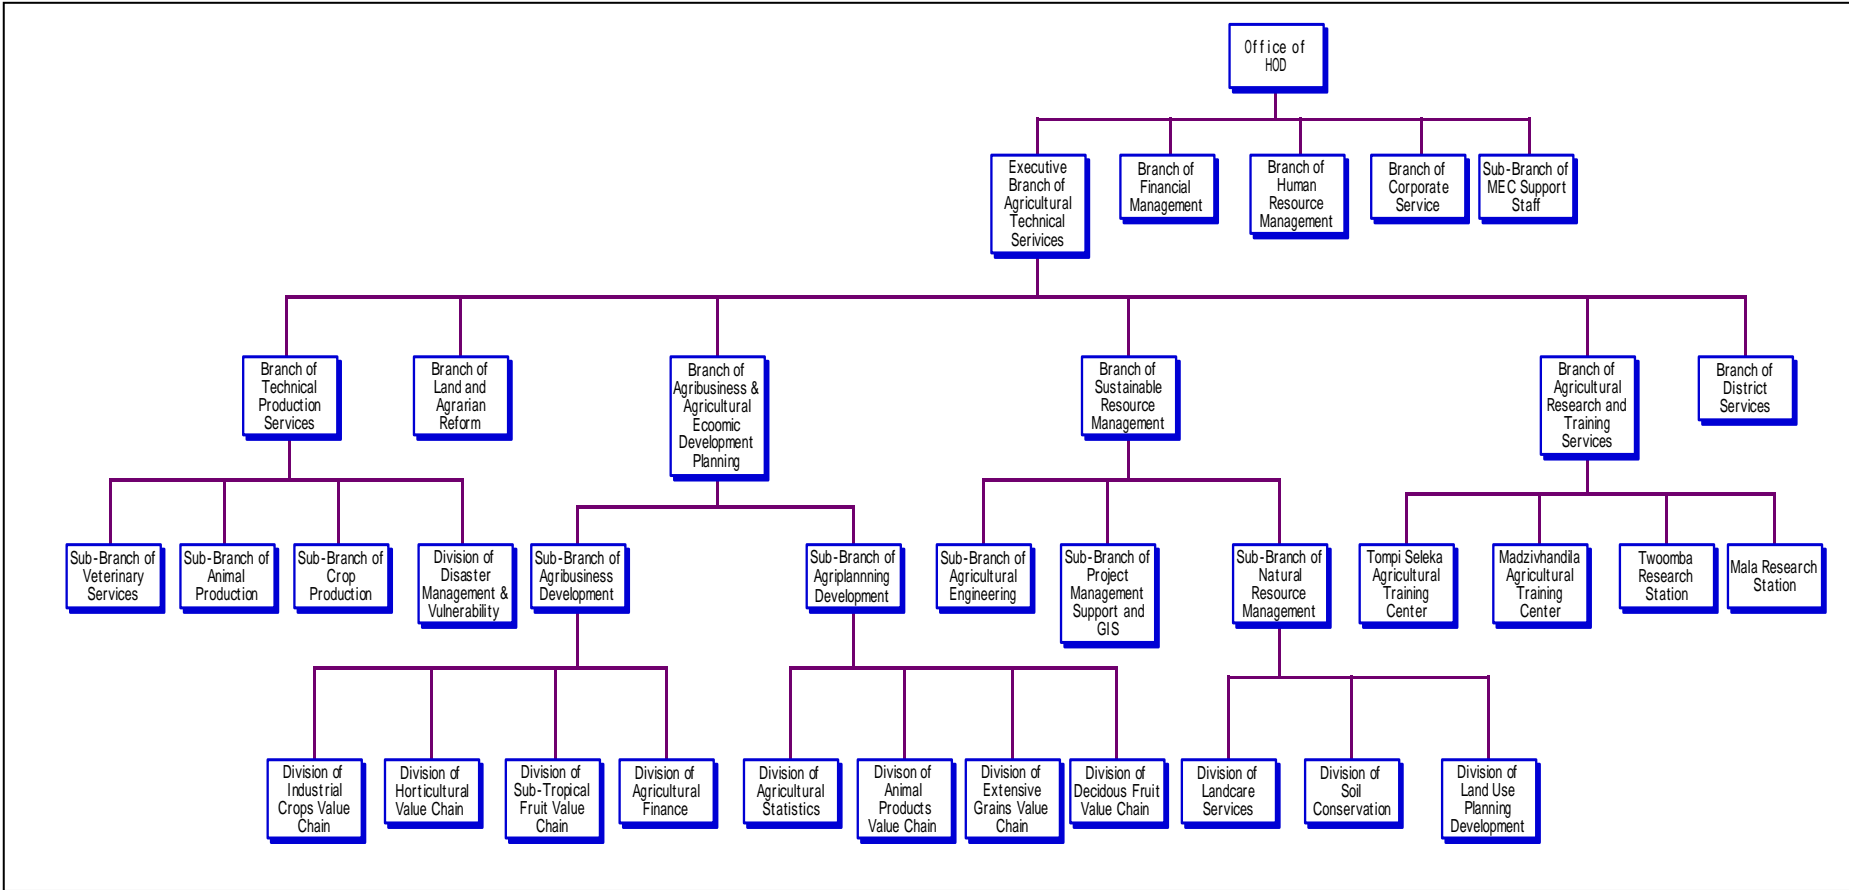 Office of
HOD
Executive
Branch of
Agricultural
Technical
Serivices
Branch of
Financial
Management
Branch of
Human
Resource
Management
Branch of
Corporate
Service
Sub-Branch of
MEC Support
Staff
Branch of
Technical
Production
Services
Branch of
Land and
Agrarian
Reform
Branch of
Agribusiness &
Agricultural
Ecoomic
Development
Planning
Branch of
Sustainable
Resource
Management
Branch of
Agricultural
Research and
Training
Services
Branch of
District
Services
Sub-Branch of
Veterinary
Services
Sub-Branch of
Animal
Production
Sub-Branch of
Crop
Production
Division of
Disaster
Management &
Vulnerability
Sub-Branch of
Agribusiness
Development
Sub-Branch of
Agriplannning
Development
Sub-Branch of
Agricultural
Engineering
Sub-Branch of
Project
Management
Support and
GIS
Sub-Branch of
Natural
Resource
Management
Tompi Seleka
Agricultural
Training
Center
Madzivhandila
Agricultural
Training
Center
Twoomba
Research
Station
Mala Research
Station
Division of
Industrial
Crops Value
Chain
Division of
Horticultural
Value Chain
Division of
Sub-Tropical
Fruit Value
Chain
Division of
Agricultural
Finance
Division of
Agricultural
Statistics
Divison of
Animal
Products
Value Chain
Division of
Extensive
Grains Value
Chain
Division of
Decidous Fruit
Value Chain
Division of
Landcare
Services
Division of
Soil
Conservation
Division of
Land Use
Planning
Development